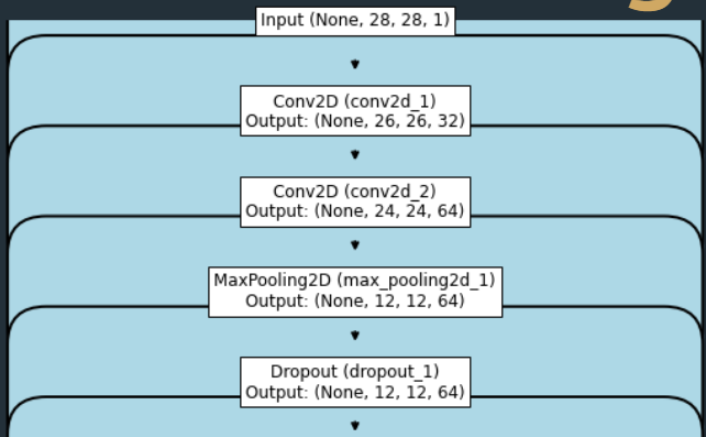 Input (None, 28, 28, 1)
Conv2D (conv2d_1)
Output: (None, 26, 26, 32)
Conv2D (conv2d_2)
Output: (None, 24, 24, 64)
MaxPooling2D (max_pooling2d_1)
Output: (None, 12, 12, 64)
Dropout (dropout_1)
Output: (None, 12, 12, 64)